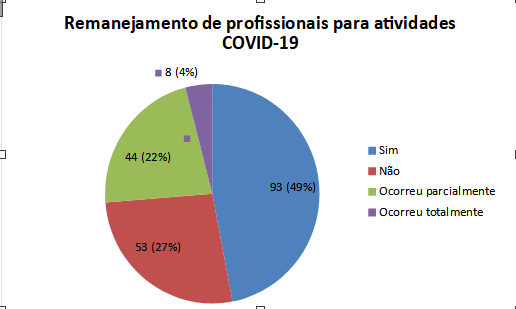 Remanejamento de profissionais para atividades
COVID-19
8 (4%)
44 (22%)
93 (49%)
53 (27%)
Sim
Não
Ocorreu parcialmente
Ocorreu totalmente